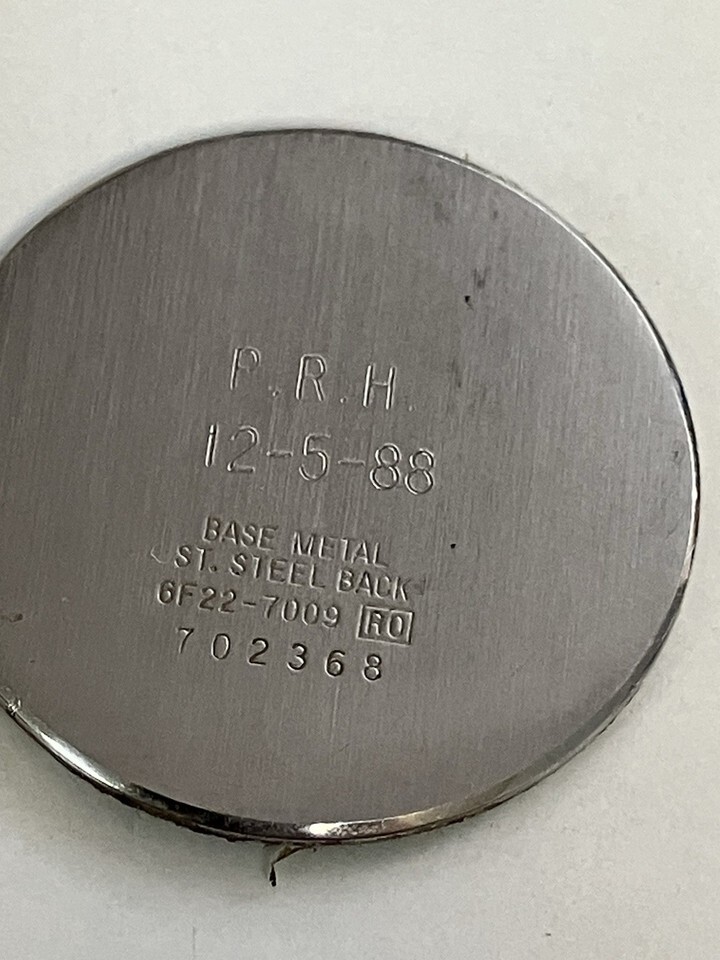 P.R.H.
12-5-88
BASE METAL
ST. STEEL BACK
6F22-7009 RO
702368